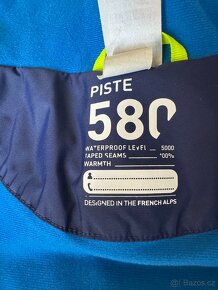 PISTE
580
WATERPROOF LEVEL 5000
TAPED SEAMS 100%
WARMTH
DESIGNED IN THE FRENCH ALPS
Bazos.cz